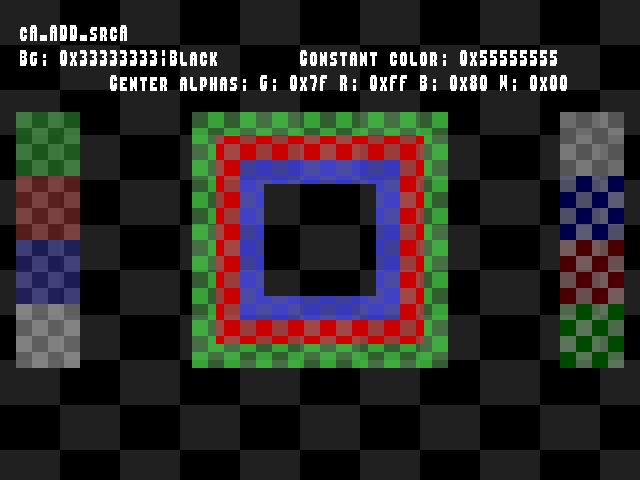 cA_ADD_srcA
Bg: 0x33333333;Black Constant color: 0x55555555
Center alphas: G: 0x7f R: 0xff B: 0x80 W: 0x00